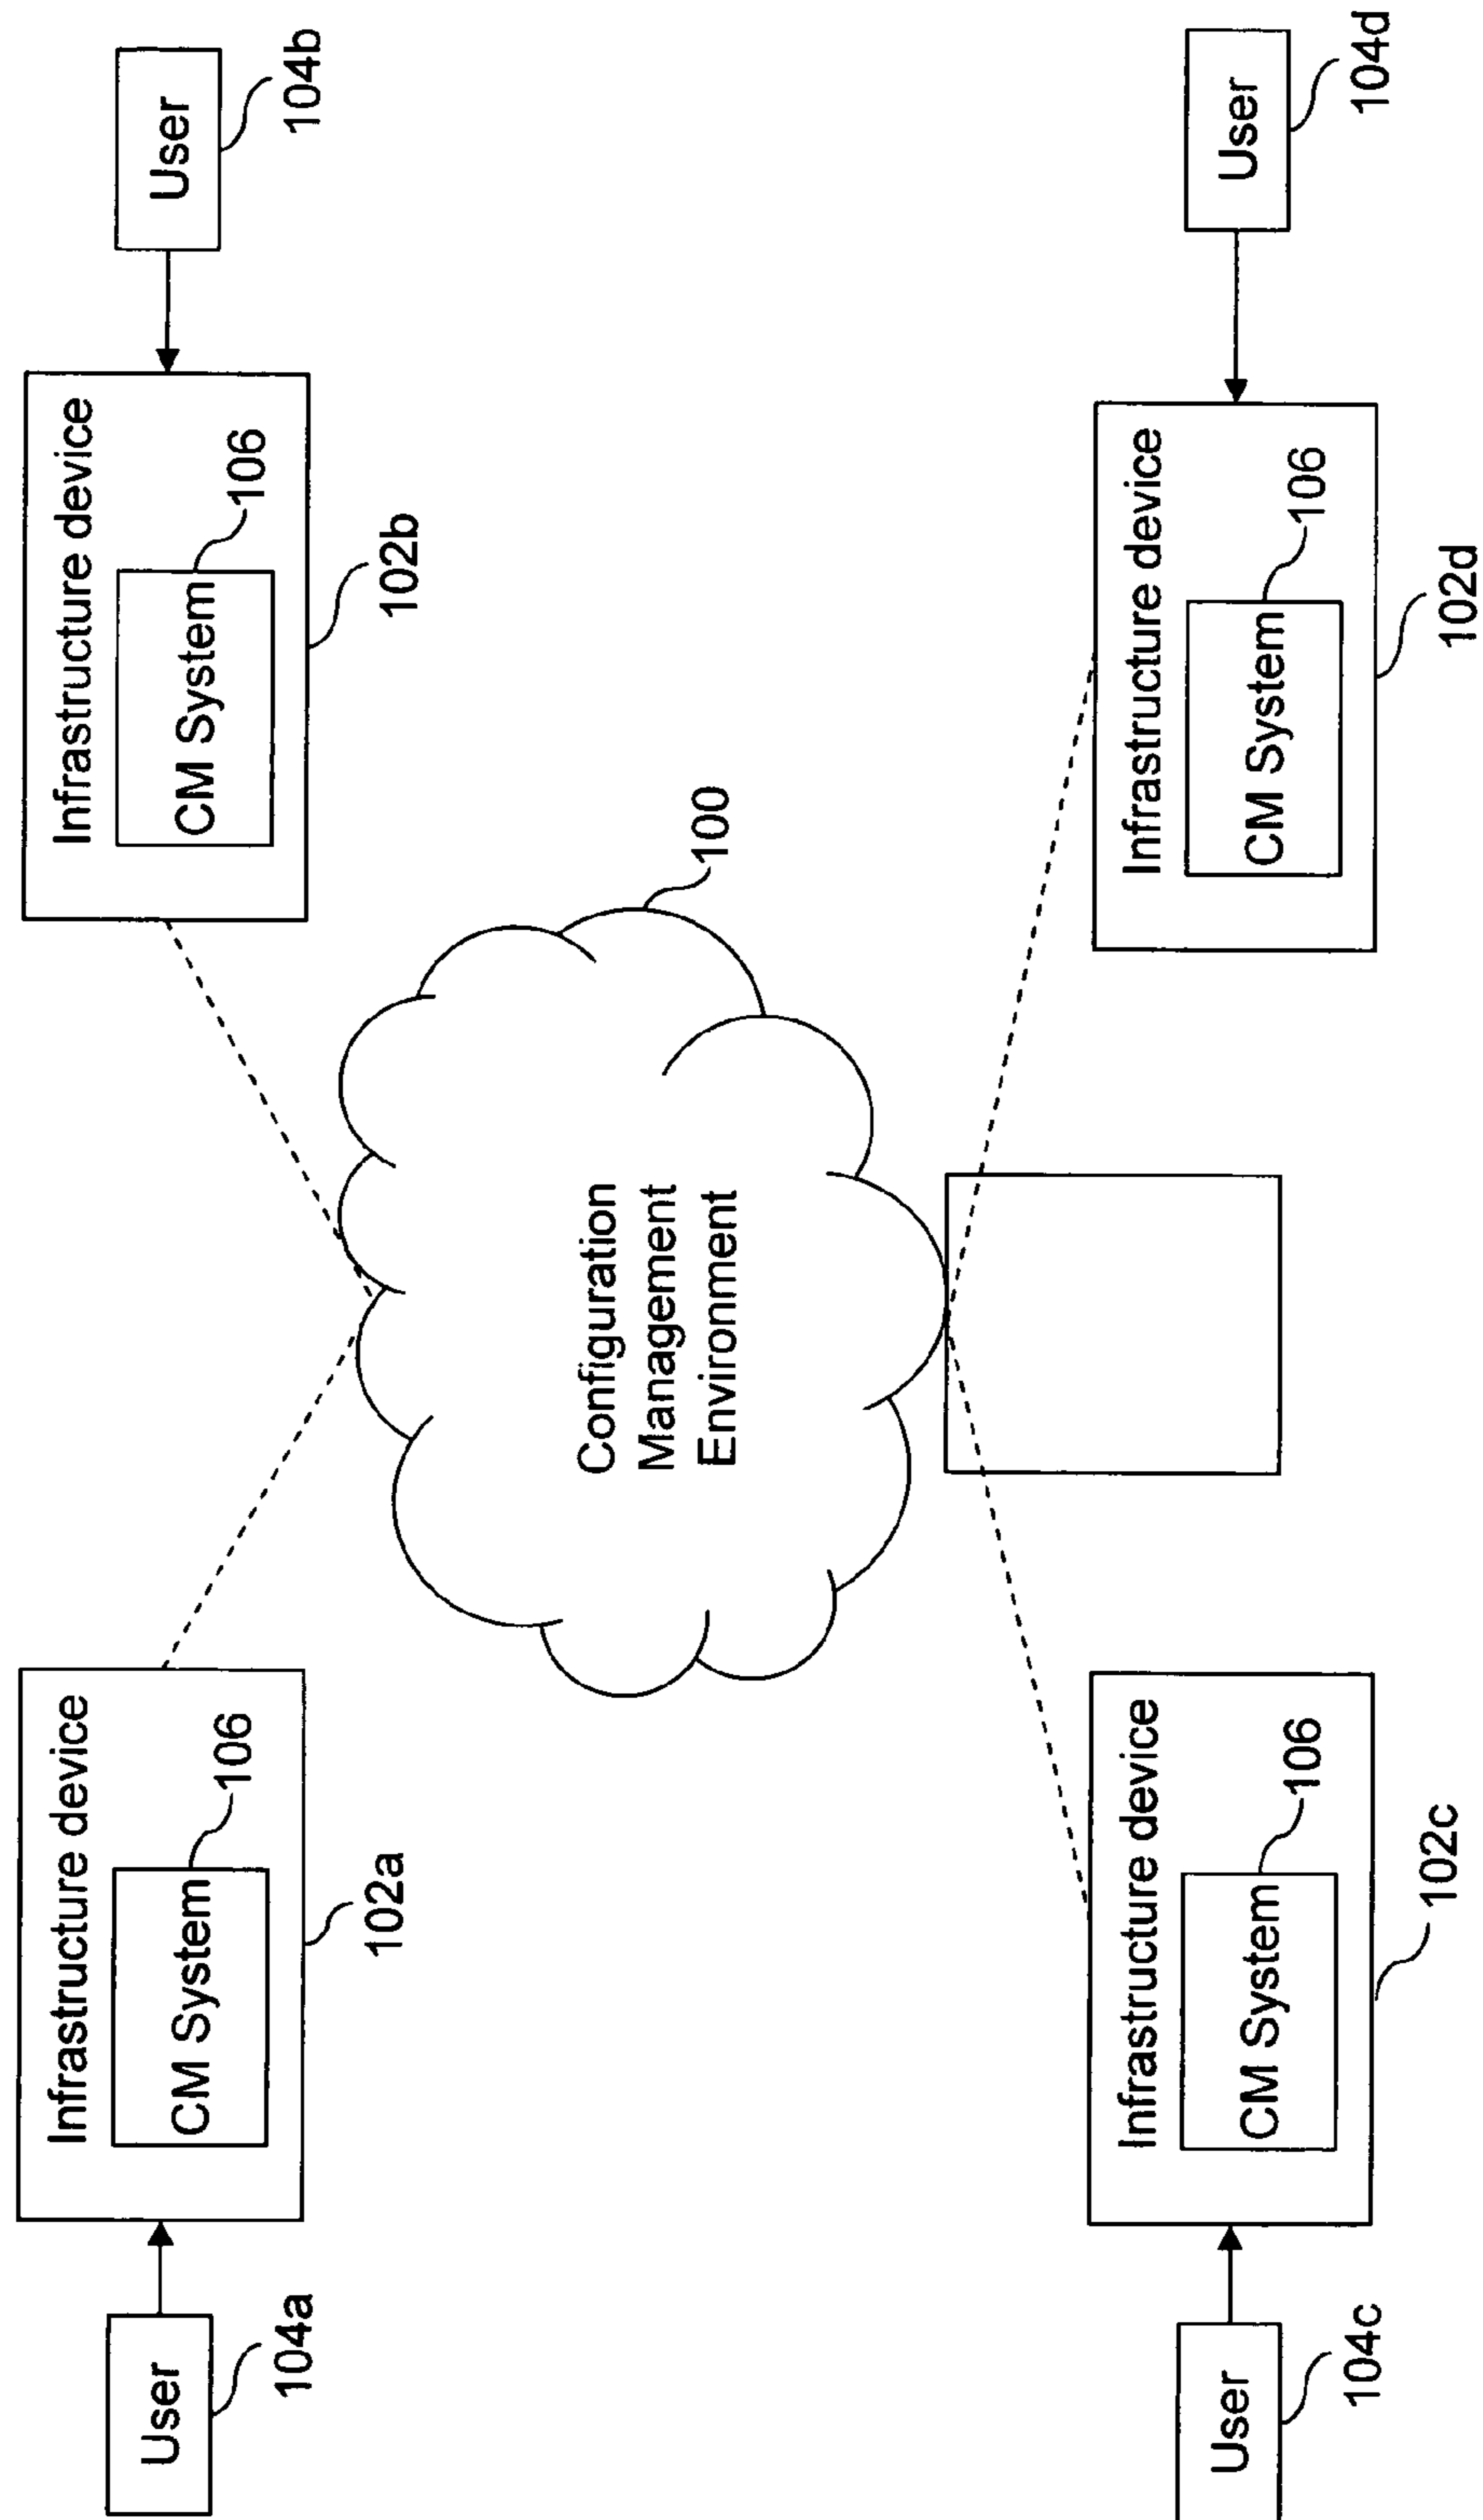 User
104a
Infrastructure device
CM System
106
102a
Infrastructure device
CM System
106
102b
User
104b
Configuration
Management
Environment
100
User
104c
Infrastructure device
CM System
106
102c
Infrastructure device
CM System
106
102d
User
104d